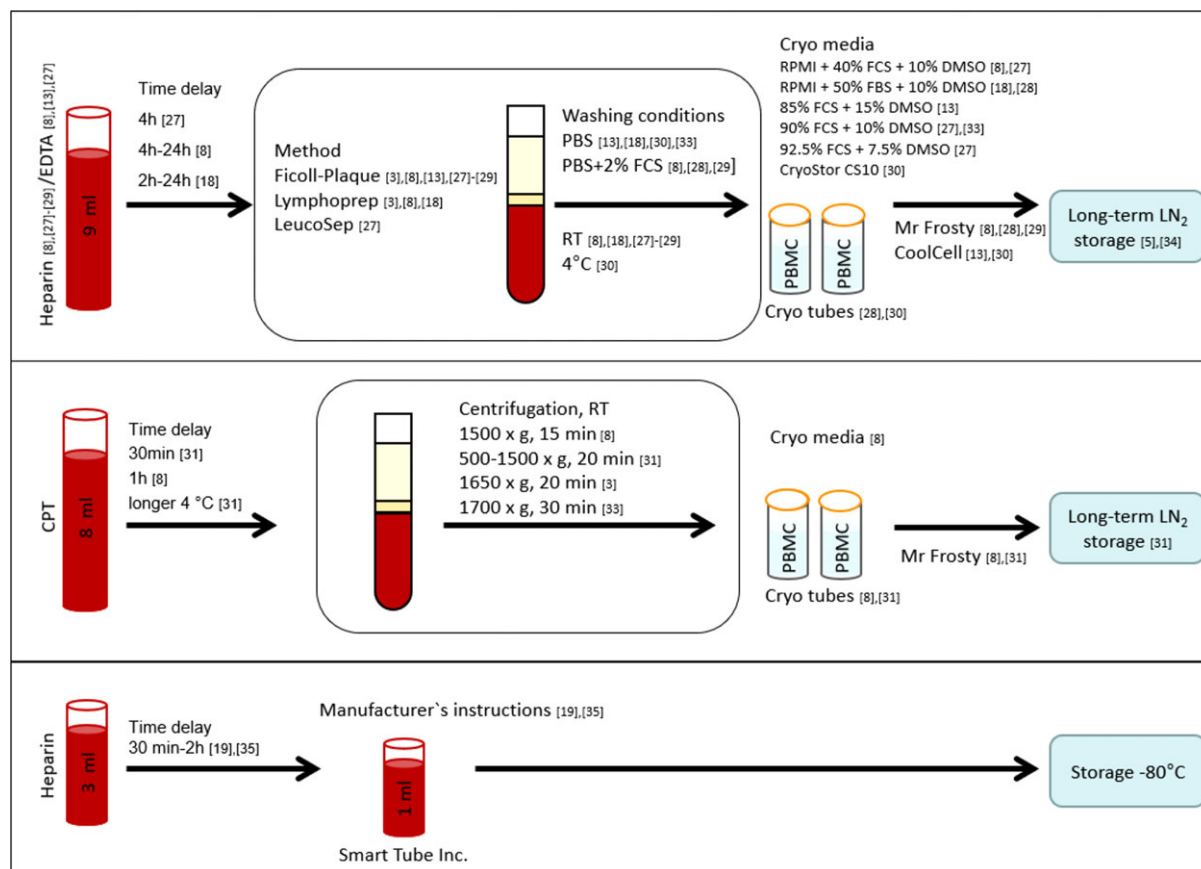 Heparin [8],[27]-[29]/EDTA [8],[13],[27]
9 ml
Time delay
4h [27]
4h-24h [8]
2h-24h [18]
Method
Ficoll-Plaque [3],[8],[13],[27]-[29]
Lymphoprep [3],[8],[18]
LeucoSep [27]
Washing conditions
PBS [13],[18],[30],[33]
PBS+2% FCS [8],[28],[29]
RT [8],[18],[27]-[29]
4°C [30]
Cryo media
RPMI + 40% FCS + 10% DMSO [8],[27]
RPMI + 50% FBS + 10% DMSO [18],[28]
85% FCS + 15% DMSO [13]
90% FCS + 10% DMSO [27],[33]
92.5% FCS + 7.5% DMSO [27]
CryoStor CS10 [30]
PBMC
PBMC
Cryo tubes [28],[30]
Mr Frosty [8],[28],[29]
CoolCell [13],[30]
Long-term LN2
storage [5],[34]
CPT
8 ml
Time delay
30min [31]
1h [8]
longer 4 °C [31]
Centrifugation, RT
1500 x g, 15 min [8]
500-1500 x g, 20 min [31]
1650 x g, 20 min [3]
1700 x g, 30 min [33]
Cryo media [8]
PBMC
PBMC
Cryo tubes [8],[31]
Mr Frosty [8],[31]
Long-term LN2
storage [31]
Heparin
3 ml
Time delay
30 min-2h [19],[35]
Manufacturer`s instructions [19],[35]
1 ml
Smart Tube Inc.
Storage -80°C